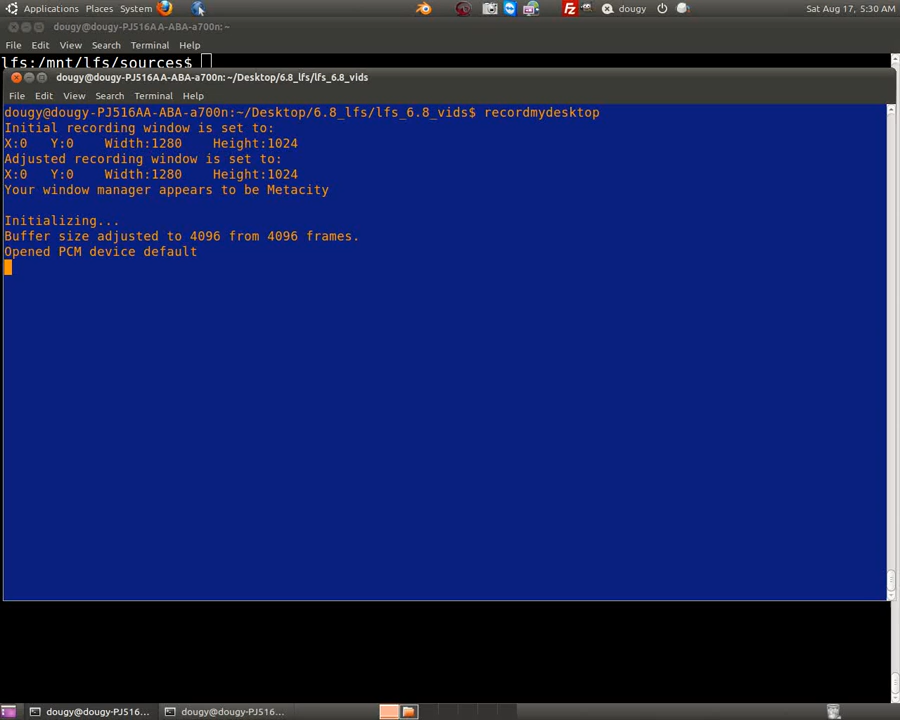 Applications Places System dougy Sat Aug 17, 5:30 AM
dougy@dougy-PJ516AA-ABA-a700n: ~
File Edit View Search Terminal Help
lfs:/mnt/lfs/sources$
dougy@dougy-PJ516AA-ABA-a700n: ~/Desktop/6.8_lfs/lfs_6.8_vids
File Edit View Search Terminal Help
dougy@dougy-PJ516AA-ABA-a700n:~/Desktop/6.8_lfs/lfs_6.8_vids$ recordmydesktop
Initial recording window is set to:
X:0 Y:0 Width:1280 Height:1024
Adjusted recording window is set to:
X:0 Y:0 Width:1280 Height:1024
Your window manager appears to be Metacity
Initializing...
Buffer size adjusted to 4096 from 4096 frames.
Opened PCM device default
dougy@dougy-PJ516... dougy@dougy-PJ516...